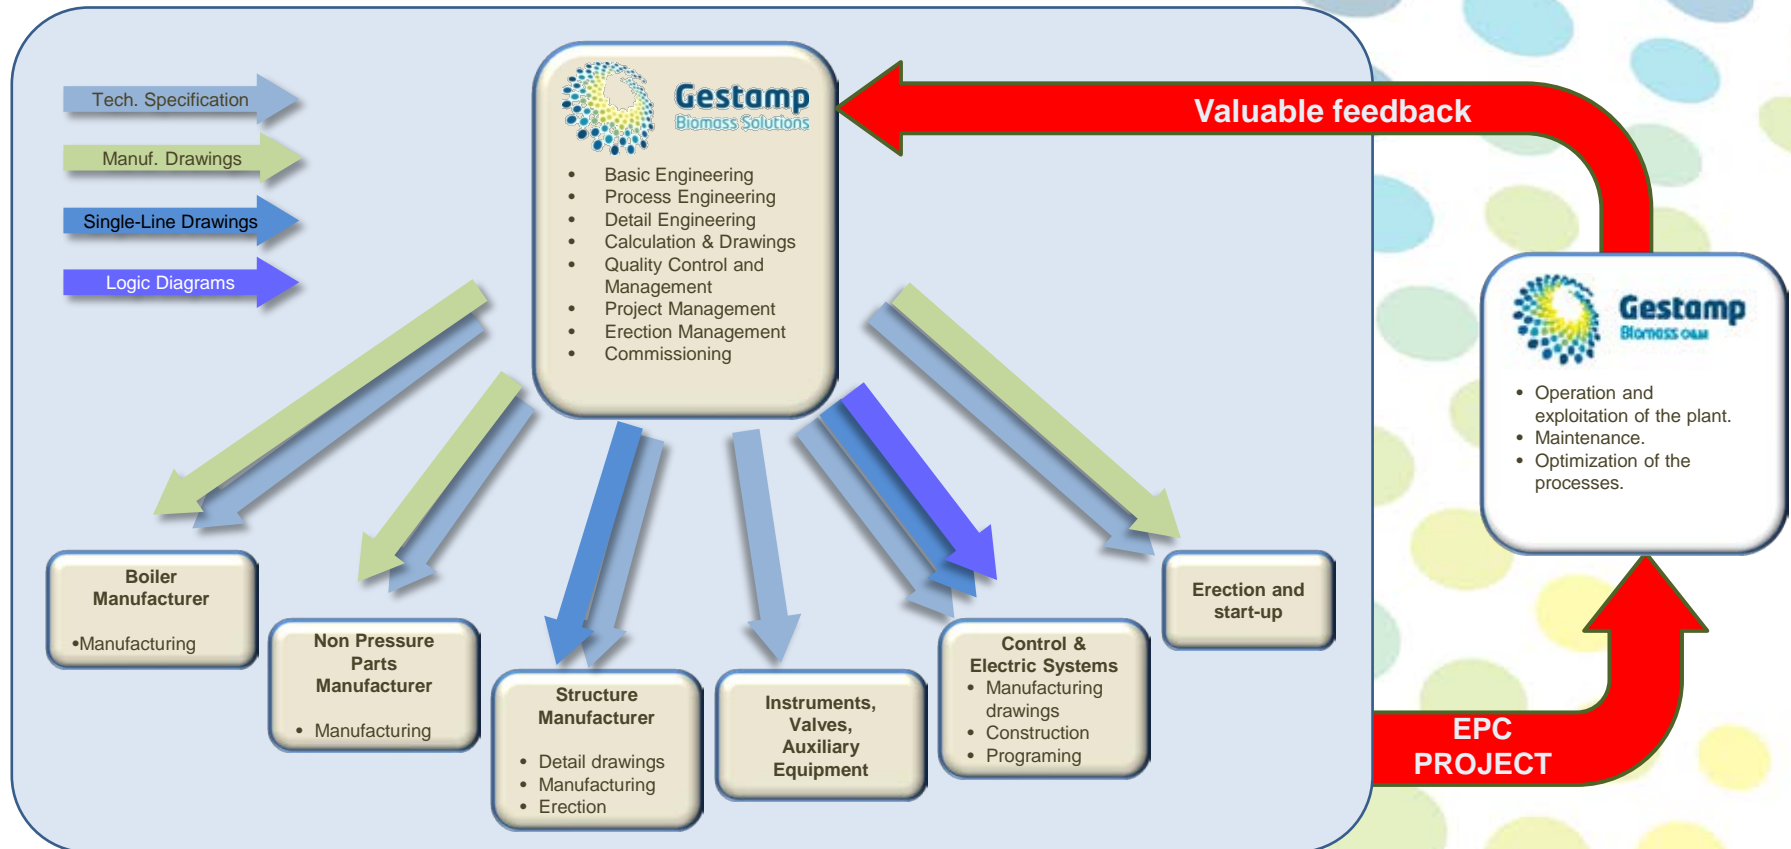 Tech. Specification
Manuf. Drawings
Single-Line Drawings
Logic Diagrams
Gestamp
Biomass Solutions
• Basic Engineering
• Process Engineering
• Detail Engineering
• Calculation & Drawings
• Quality Control and
Management
• Project Management
• Erection Management
• Commissioning
Valuable feedback
Gestamp
Biomass O&M
• Operation and
exploitation of the plant.
• Maintenance.
• Optimization of the
processes.
EPC
PROJECT
Boiler
Manufacturer
•Manufacturing
Non Pressure
Parts
Manufacturer
• Manufacturing
Structure
Manufacturer
• Detail drawings
• Manufacturing
• Erection
Instruments,
Valves,
Auxiliary
Equipment
Control &
Electric Systems
• Manufacturing
drawings
• Construction
• Programing
Erection and
start-up